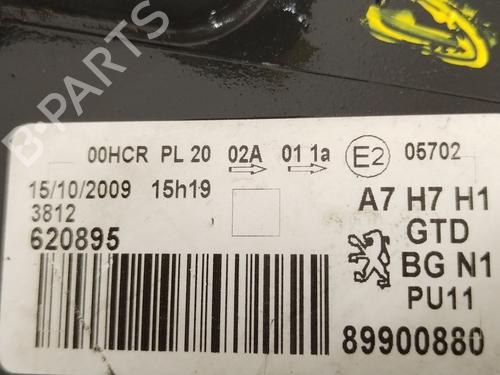 B-PARTS
00HCR PL 20 02A 01 1a E2 05702
15/10/2009 15h19 A7 H7 H1
3812 GTD
620895 BG N1
PU11
89900880